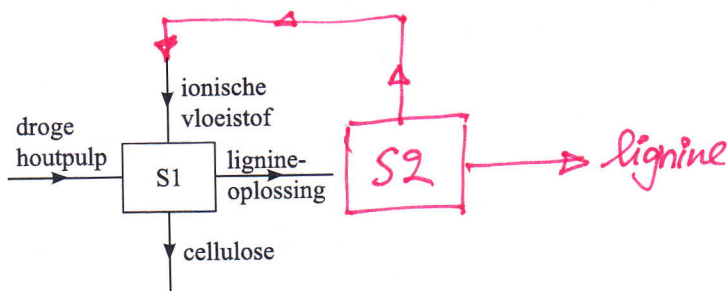 ionische
vloeistof
droge
houtpulp
S1
lignine-
oplossing
S2
lignine
cellulose